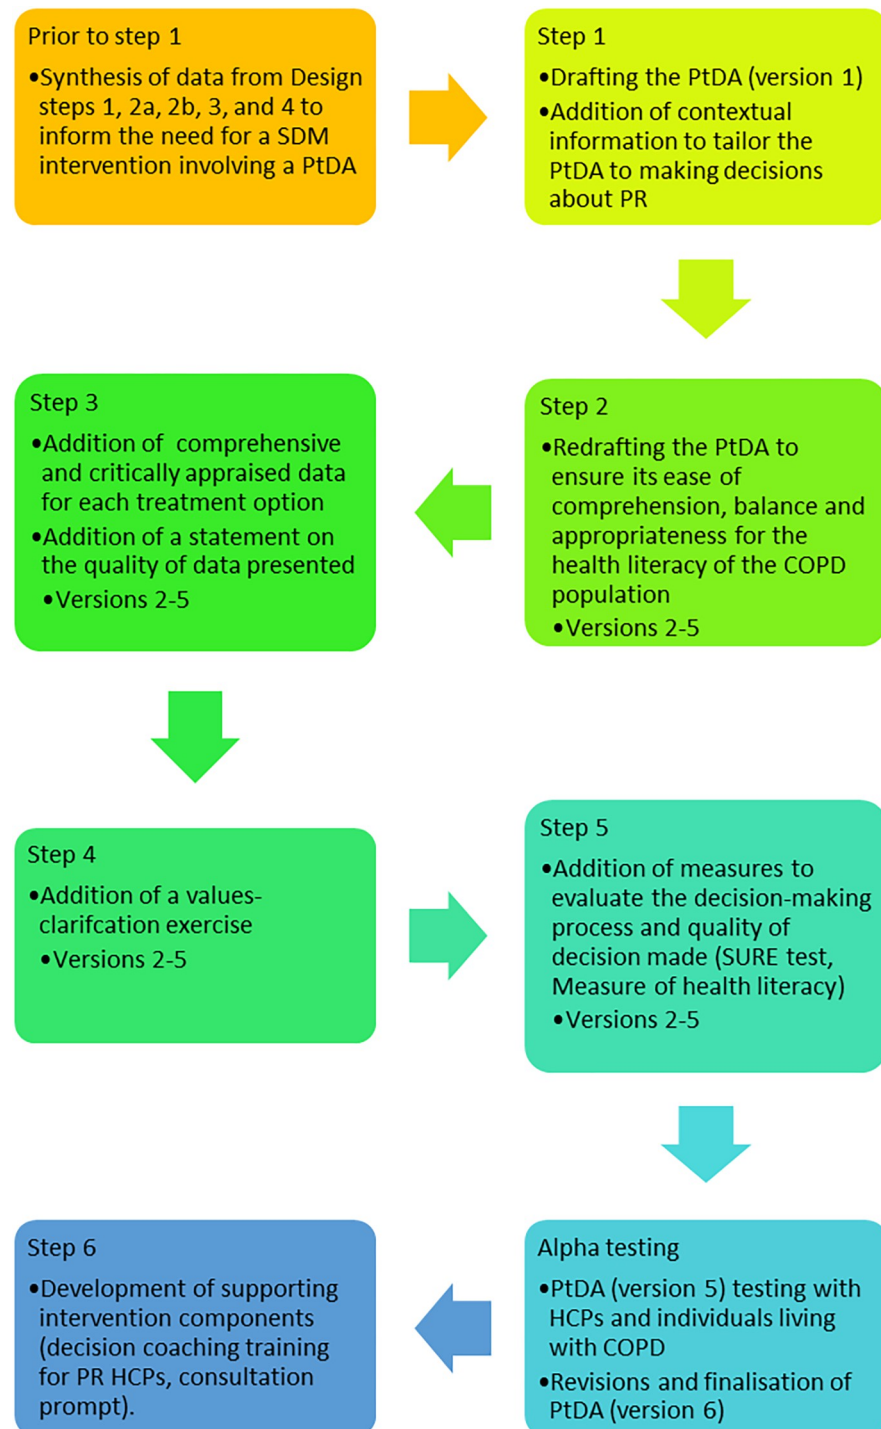 Prior to step 1
•Synthesis of data from Design
steps 1, 2a, 2b, 3, and 4 to
inform the need for a SDM
intervention involving a PtDA
Step 1
•Drafting the PtDA (version 1)
•Addition of contextual
information to tailor the
PtDA to making decisions
about PR
Step 2
•Redrafting the PtDA to
ensure its ease of
comprehension, balance and
appropriateness for the
health literacy of the COPD
population
•Versions 2-5
Step 3
•Addition of comprehensive
and critically appraised data
for each treatment option
•Addition of a statement on
the quality of data presented
•Versions 2-5
Step 4
•Addition of a values-
clarifcation exercise
•Versions 2-5
Step 5
•Addition of measures to
evaluate the decision-making
process and quality of
decision made (SURE test,
Measure of health literacy)
•Versions 2-5
Alpha testing
•PtDA (version 5) testing with
HCPs and individuals living
with COPD
•Revisions and finalisation of
PtDA (version 6)
Step 6
•Development of supporting
intervention components
(decision coaching training
for PR HCPs, consultation
prompt).